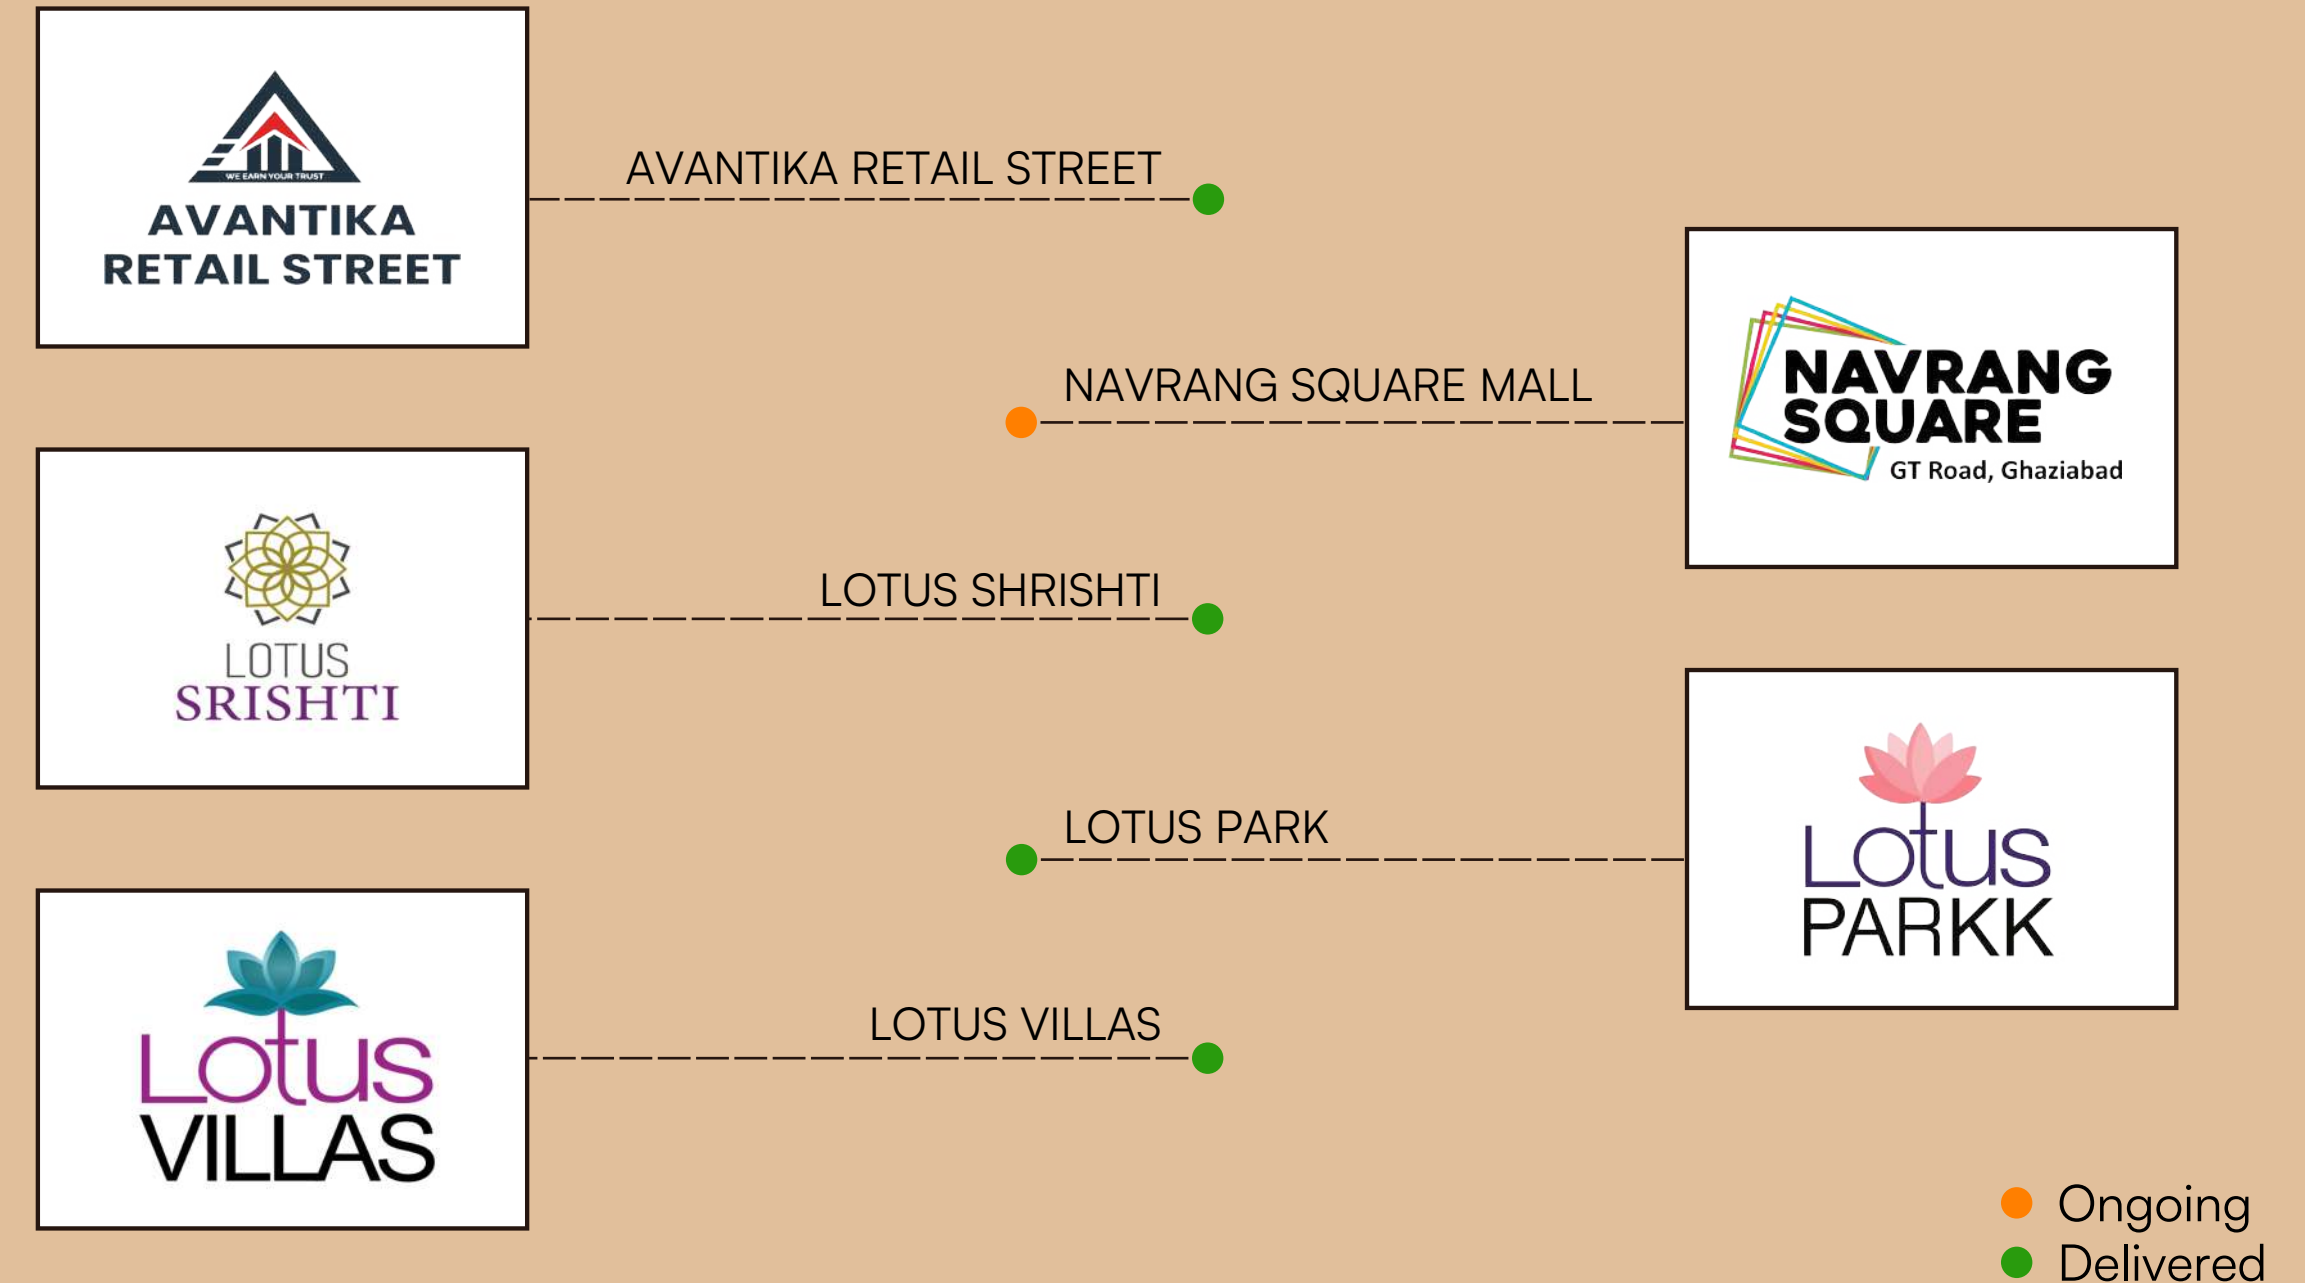 WE EARN YOUR TRUST
AVANTIKA
RETAIL STREET
AVANTIKA RETAIL STREET
NAVRANG SQUARE MALL
NAVRANG
SQUARE
GT Road, Ghaziabad
LOTUS
SRISHTI
LOTUS SHRISHTI
LOTUS PARK
Lotus
PARKK
Lotus
VILLAS
LOTUS VILLAS
Ongoing
Delivered